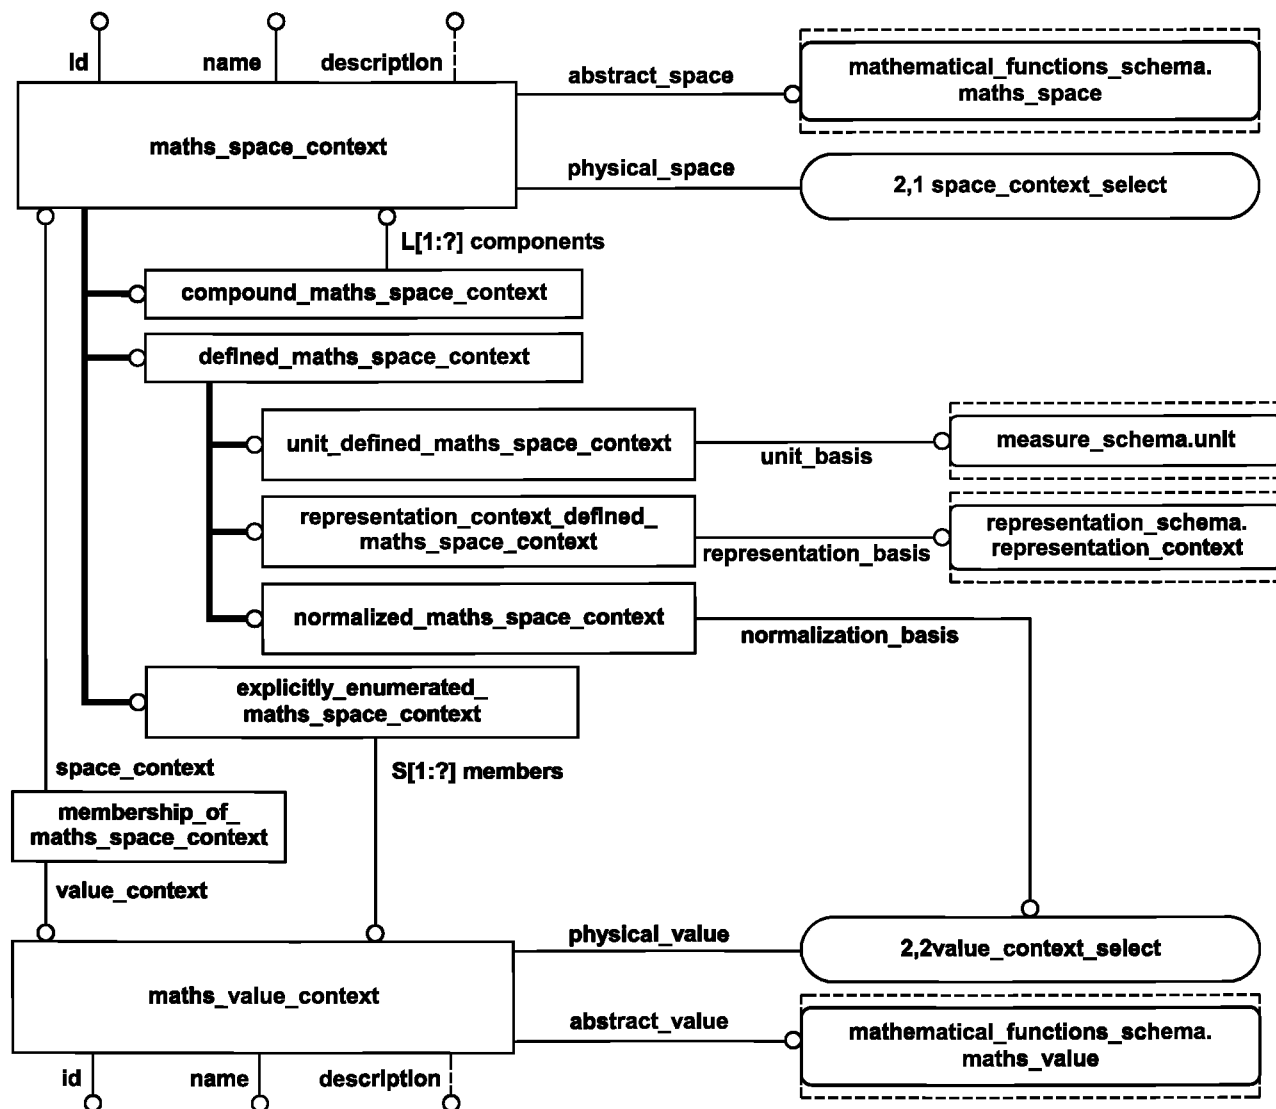 id
name
description
abstract_space
mathematical_functions_schema.
maths_space
maths_space_context
physical_space
2,1 space_context_select
L[1:?] components
compound_maths_space_context
defined_maths_space_context
unit_defined_maths_space_context
unit_basis
measure_schema.unit
representation_context_defined_
maths_space_context
representation_basis
representation_schema.
representation_context
normalized_maths_space_context
normalization_basis
explicitly_enumerated_
maths_space_context
space_context
S[1:?] members
membership_of_
maths_space_context
value_context
physical_value
2,2value_context_select
maths_value_context
abstract_value
mathematical_functions_schema.
maths_value
id
name
description